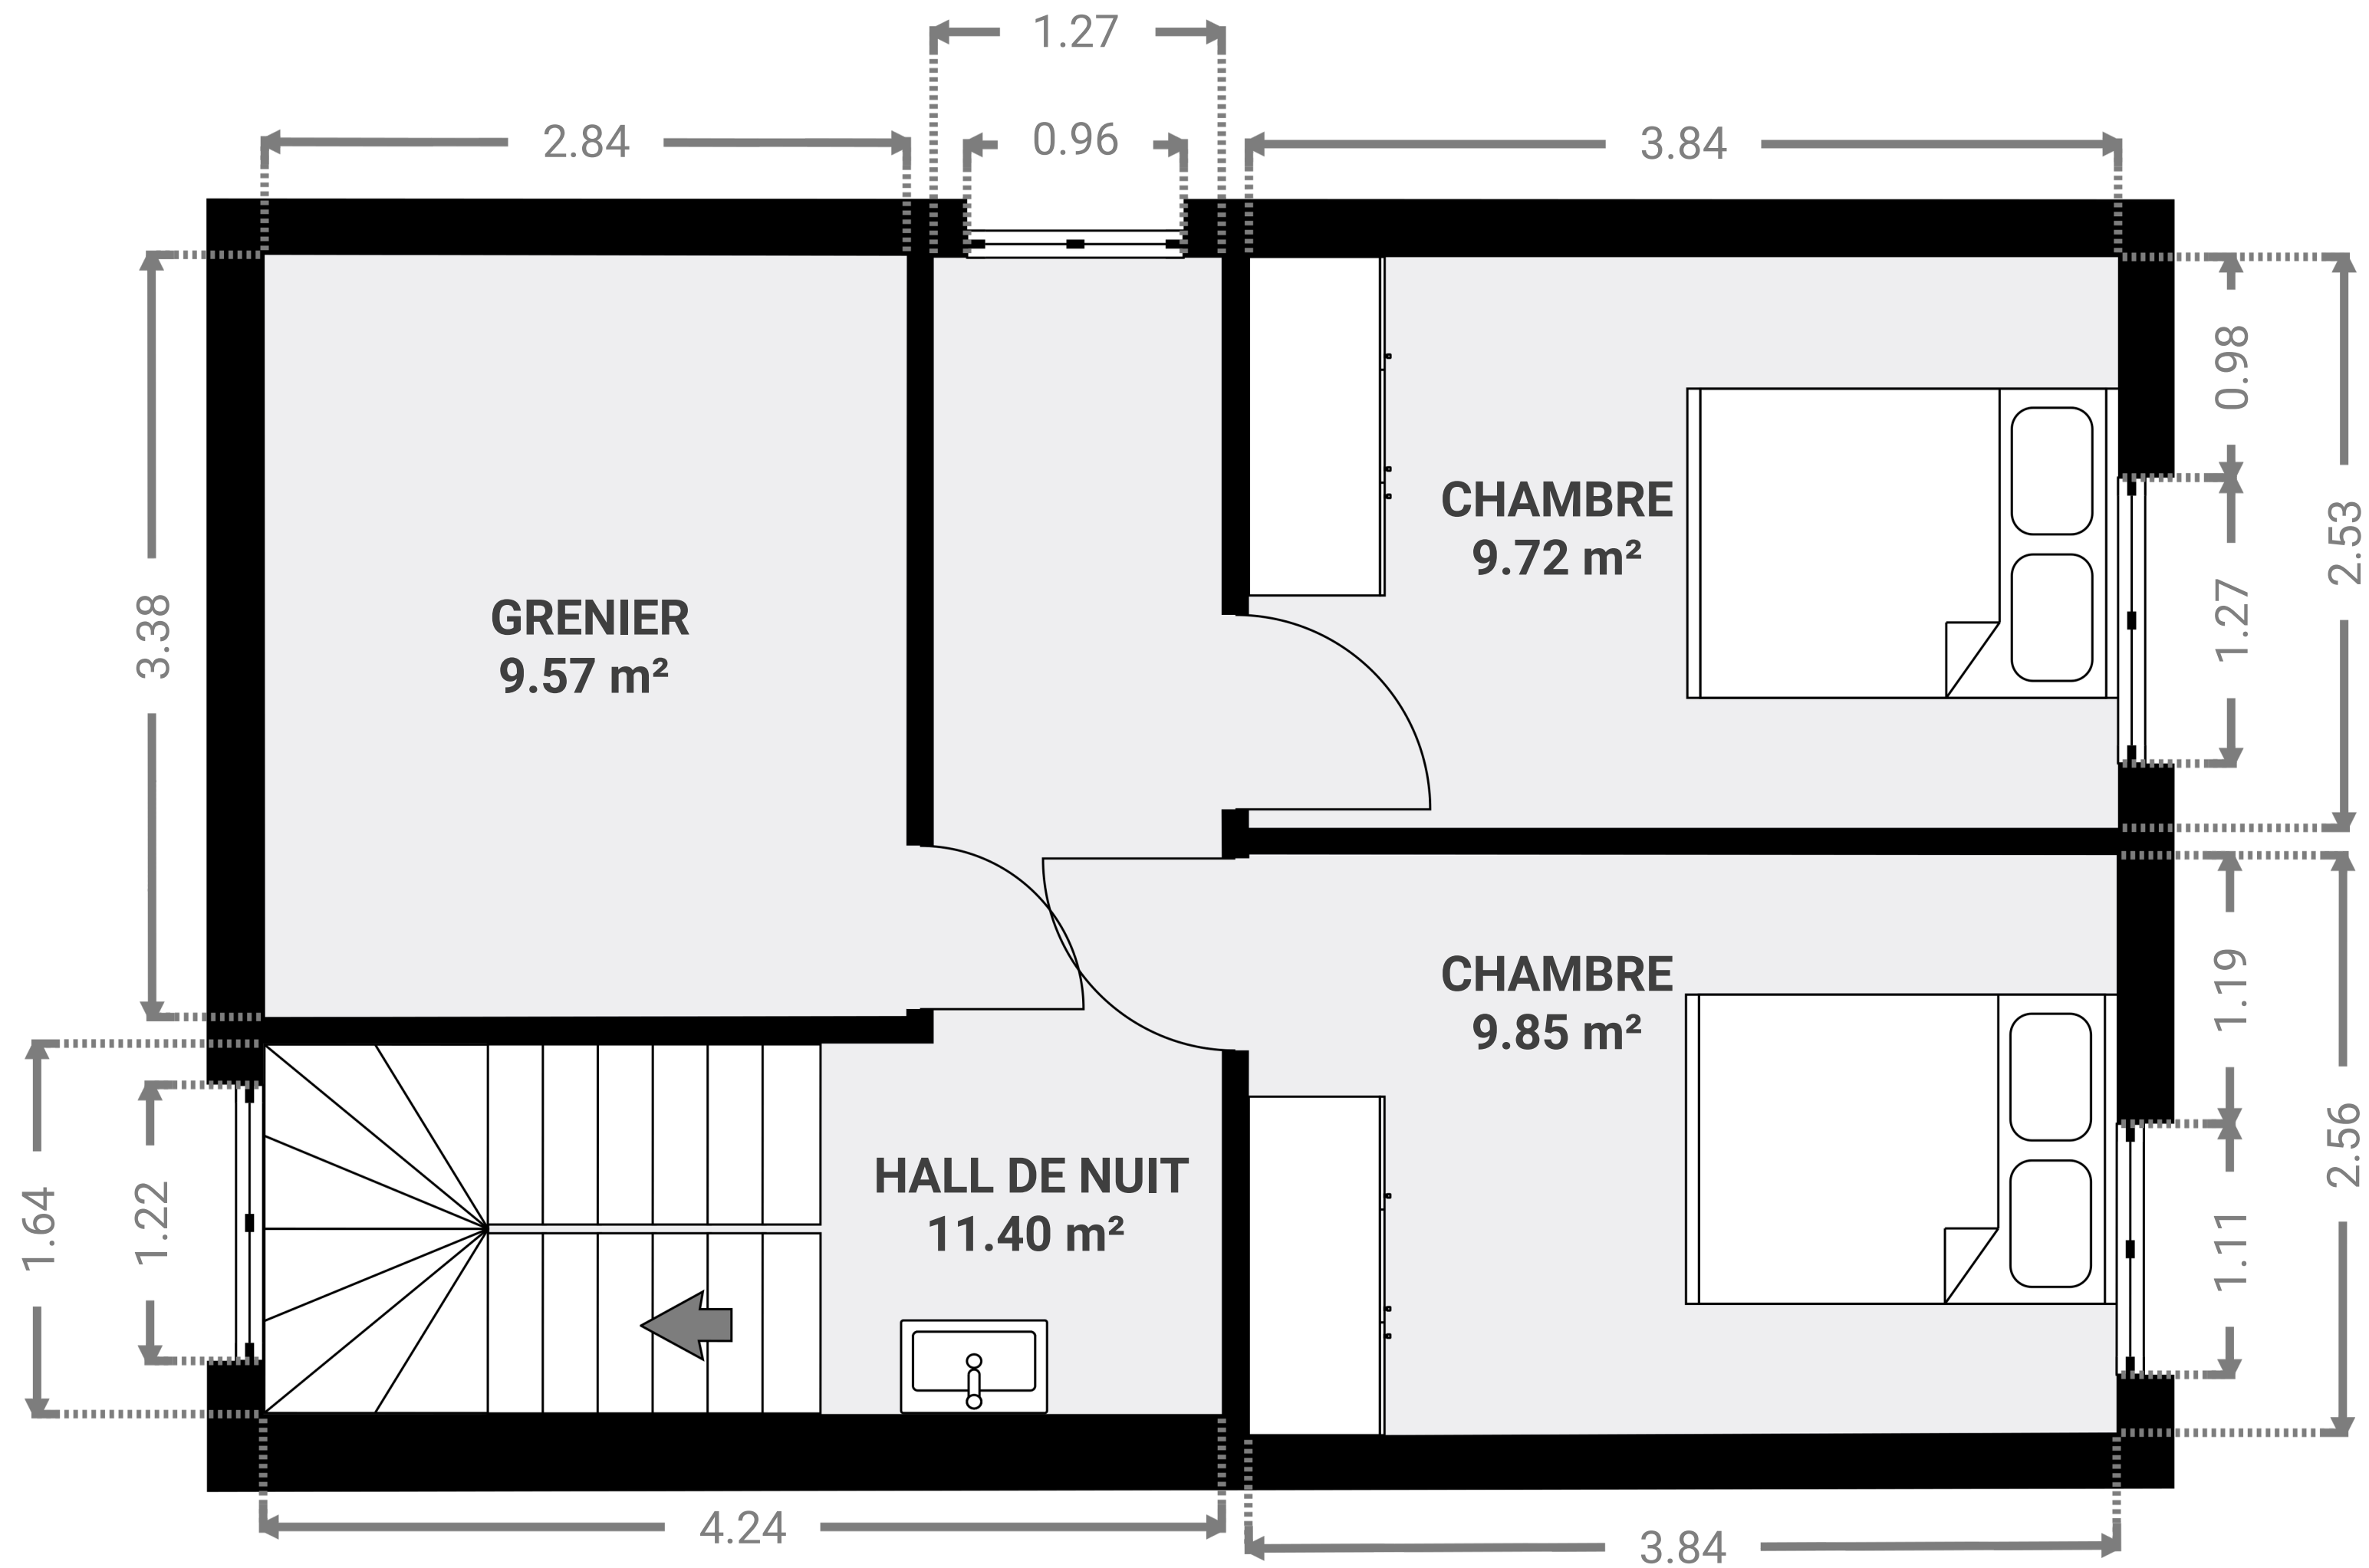 1.27
2.84
0.96
3.84
0.98
3.38
CHAMBRE
9.72 m²
2.53
1.27
GRENIER
9.57 m²
CHAMBRE
9.85 m²
1.19
HALL DE NUIT
11.40 m²
1.64
1.22
1.11
2.56
4.24
3.84